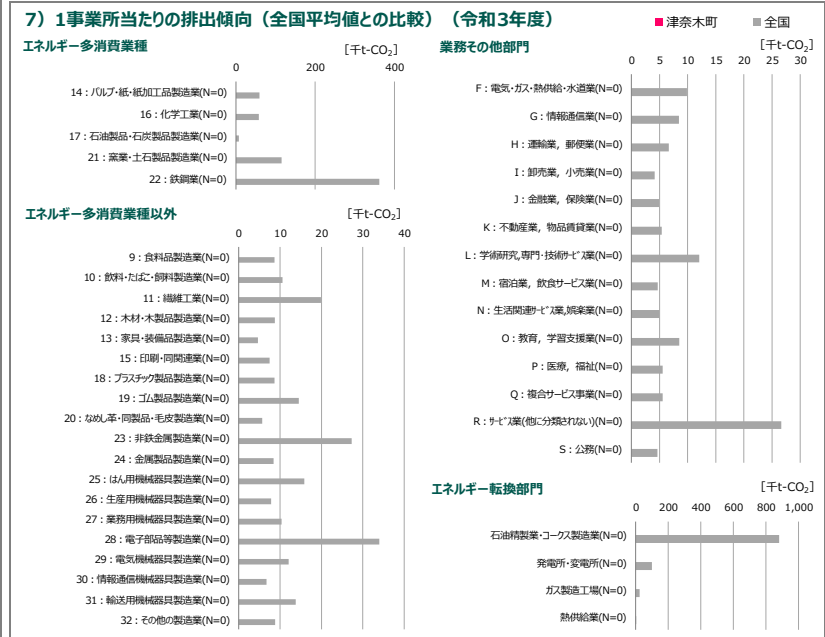 7）1事業所当たりの排出傾向（全国平均値との比較）（令和3年度）
■津奈木町 ■全国
エネルギー多消費業種
[千t-CO₂]
0 200 400
14：パルプ・紙・紙加工品製造業(N=0)
16：化学工業(N=0)
17：石油製品・石炭製品製造業(N=0)
21：窯業・土石製品製造業(N=0)
22：鉄鋼業(N=0)
エネルギー多消費業種以外
[千t-CO₂]
0 10 20 30 40
9：食料品製造業(N=0)
10：飲料・たばこ・飼料製造業(N=0)
11：繊維工業(N=0)
12：木材・木製品製造業(N=0)
13：家具・装備品製造業(N=0)
15：印刷・同関連業(N=0)
18：プラスチック製品製造業(N=0)
19：ゴム製品製造業(N=0)
20：なめし革・同製品・毛皮製造業(N=0)
23：非鉄金属製造業(N=0)
24：金属製品製造業(N=0)
25：はん用機械器具製造業(N=0)
26：生産用機械器具製造業(N=0)
27：業務用機械器具製造業(N=0)
28：電子部品等製造業(N=0)
29：電気機械器具製造業(N=0)
30：情報通信機械器具製造業(N=0)
31：輸送用機械器具製造業(N=0)
32：その他の製造業(N=0)
業務その他部門
[千t-CO₂]
0 5 10 15 20 25 30
F：電気・ガス・熱供給・水道業(N=0)
G：情報通信業(N=0)
H：運輸業，郵便業(N=0)
I：卸売業，小売業(N=0)
J：金融業，保険業(N=0)
K：不動産業，物品賃貸業(N=0)
L：学術研究,専門・技術ｻｰﾋﾞｽ業(N=0)
M：宿泊業，飲食サービス業(N=0)
N：生活関連ｻｰﾋﾞｽ業,娯楽業(N=0)
O：教育，学習支援業(N=0)
P：医療，福祉(N=0)
Q：複合サービス事業(N=0)
R：ｻｰﾋﾞｽ業(他に分類されない)(N=0)
S：公務(N=0)
エネルギー転換部門
[千t-CO₂]
0 200 400 600 800 1,000
石油精製業・コークス製造業(N=0)
発電所・変電所(N=0)
ガス製造工場(N=0)
熱供給業(N=0)